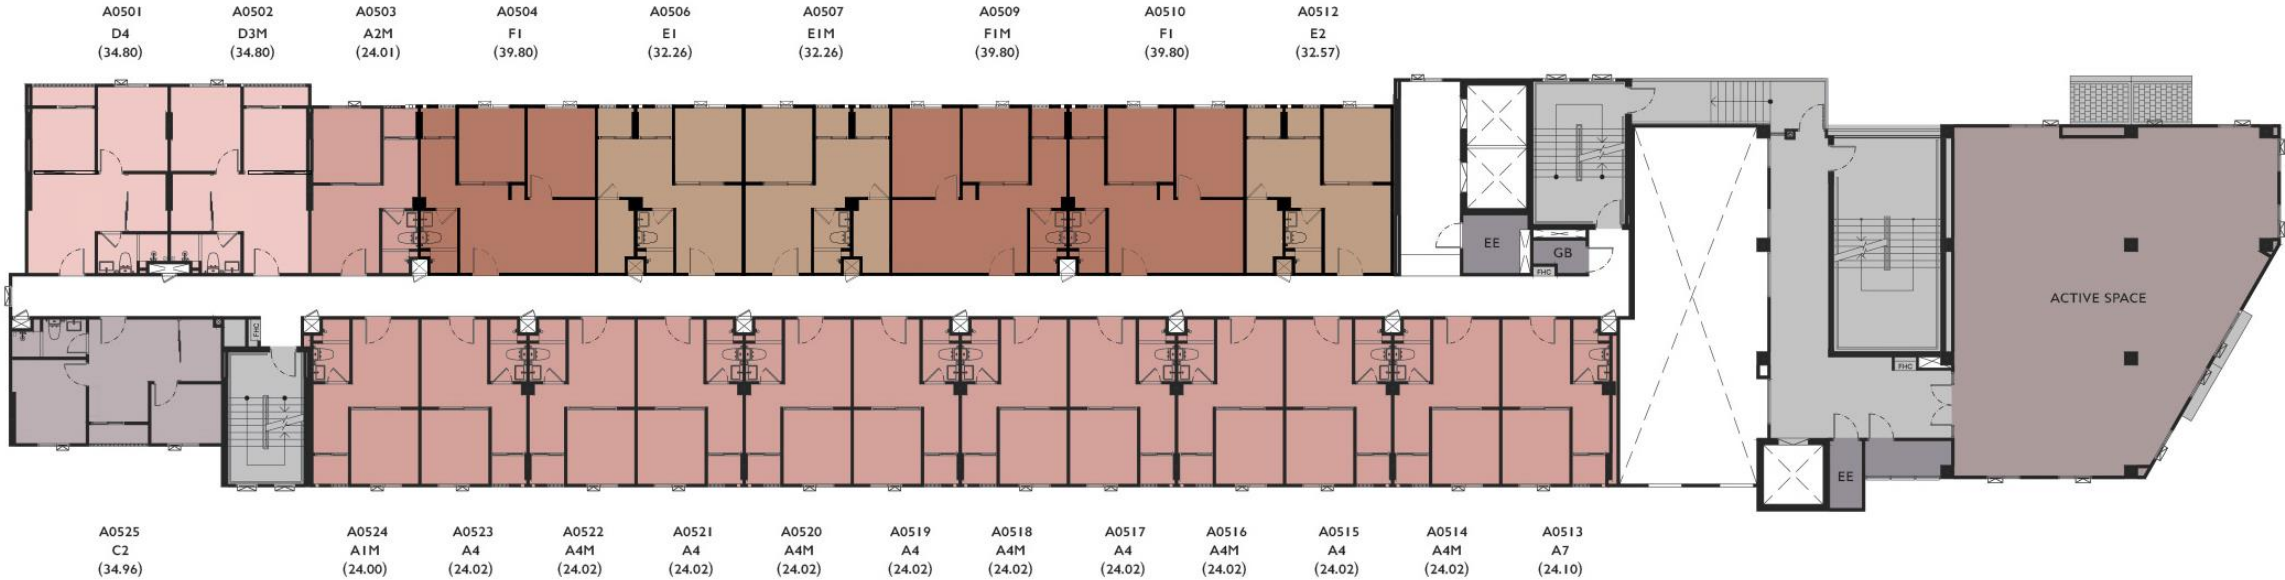 A0501 A0502 A0503 A0504 A0506 A0507 A0509 A0510 A0512
D4 D3M A2M F1 E1 E1M F1M F1 E2
(34.80) (34.80) (24.01) (39.80) (32.26) (32.26) (39.80) (39.80) (32.57)
EE
GB
FHC
ACTIVE SPACE
FHC
FHC
EE
A0525 A0524 A0523 A0522 A0521 A0520 A0519 A0518 A0517 A0516 A0515 A0514 A0513
C2 A1M A4 A4M A4 A4M A4 A4M A4 A4M A4 A4M A7
(34.96) (24.00) (24.02) (24.02) (24.02) (24.02) (24.02) (24.02) (24.02) (24.02) (24.02) (24.02) (24.10)